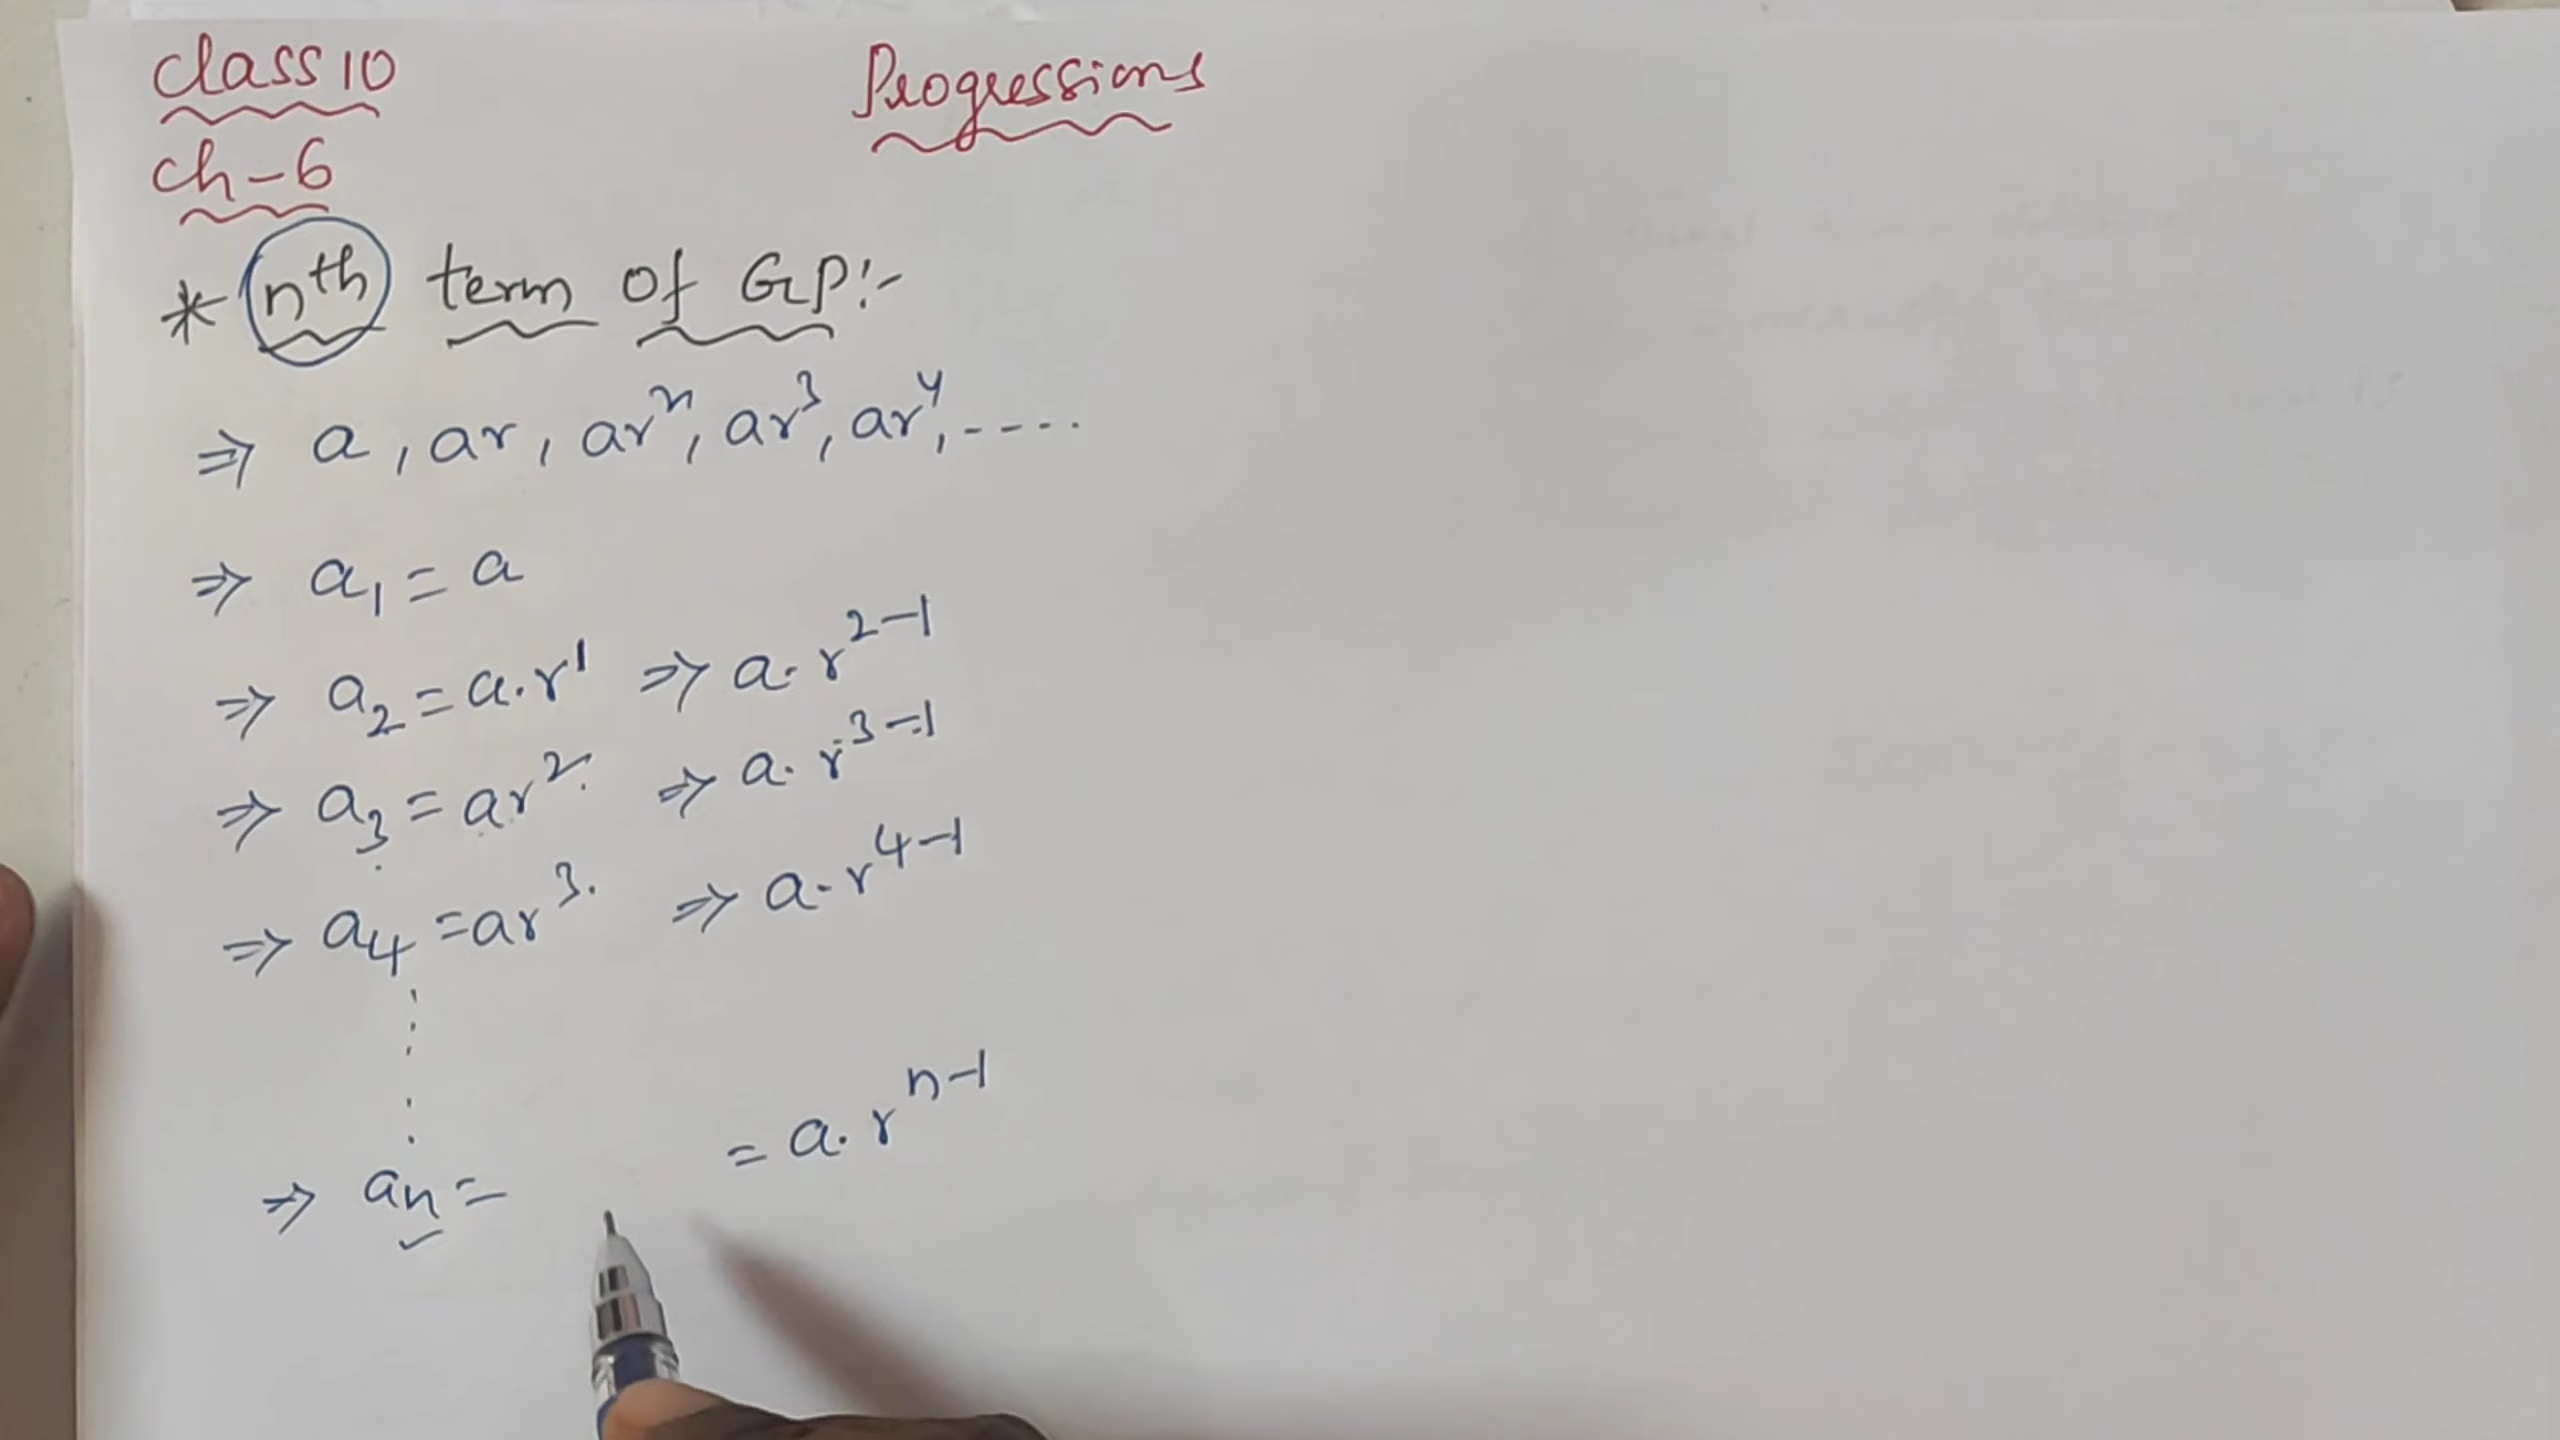 class 10
Progressions
ch-6
* nth term of GP:-
⇒ a, ar, ar², ar³, ar⁴, - - - - ..
⇒ a₁ = a
⇒ a₂ = a·r¹ ⇒ a·r²⁻¹
⇒ a₃ = ar² ⇒ a·r³⁻¹
⇒ a₄ = ar³ ⇒ a·r⁴⁻¹
⇒ aₙ = = a·rⁿ⁻¹